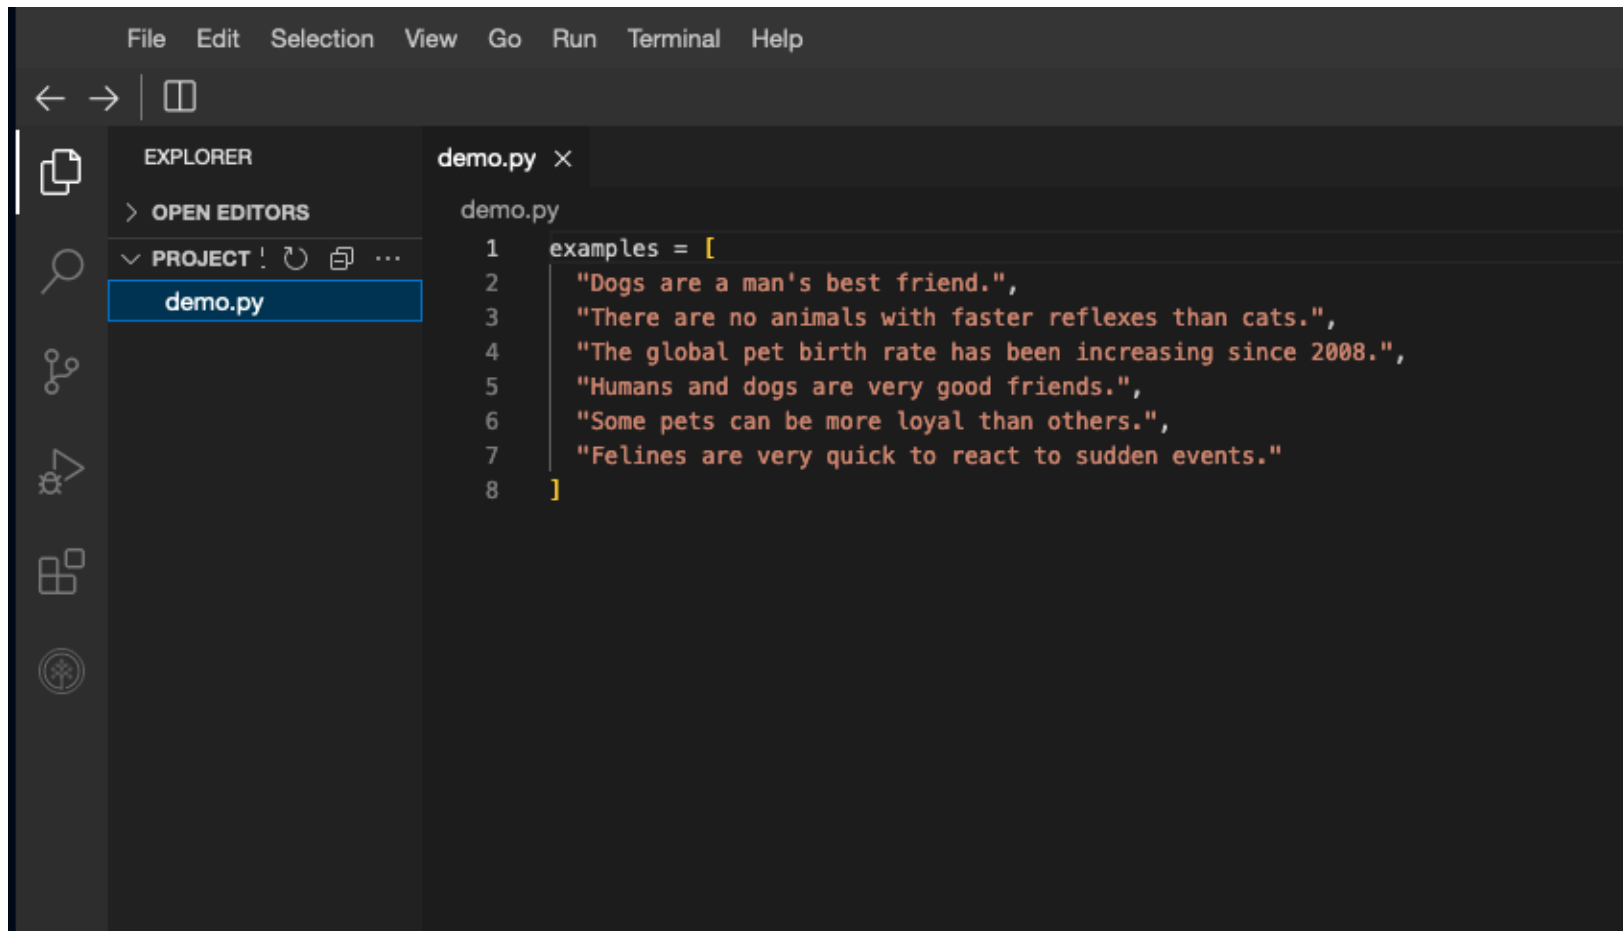 File Edit Selection View Go Run Terminal Help
EXPLORER
OPEN EDITORS
PROJECT
demo.py
demo.py
demo.py
1 examples = [
2 "Dogs are a man's best friend.",
3 "There are no animals with faster reflexes than cats.",
4 "The global pet birth rate has been increasing since 2008.",
5 "Humans and dogs are very good friends.",
6 "Some pets can be more loyal than others.",
7 "Felines are very quick to react to sudden events."
8 ]